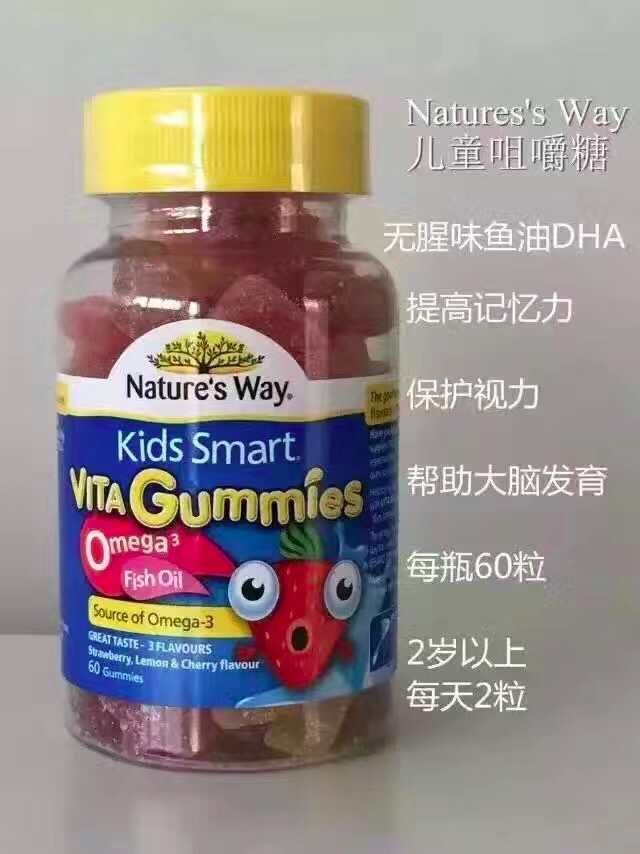 Natures's Way
儿童咀嚼糖
无腥味鱼油DHA
提高记忆力
保护视力
帮助大脑发育
每瓶60粒
2岁以上
每天2粒
Nature's Way®
Kids Smart®
VITA Gummies
Omega 3
Fish Oil
Source of Omega-3
GREAT TASTE - 3 FLAVOURS
Strawberry, Lemon & Cherry flavour
60 Gummies